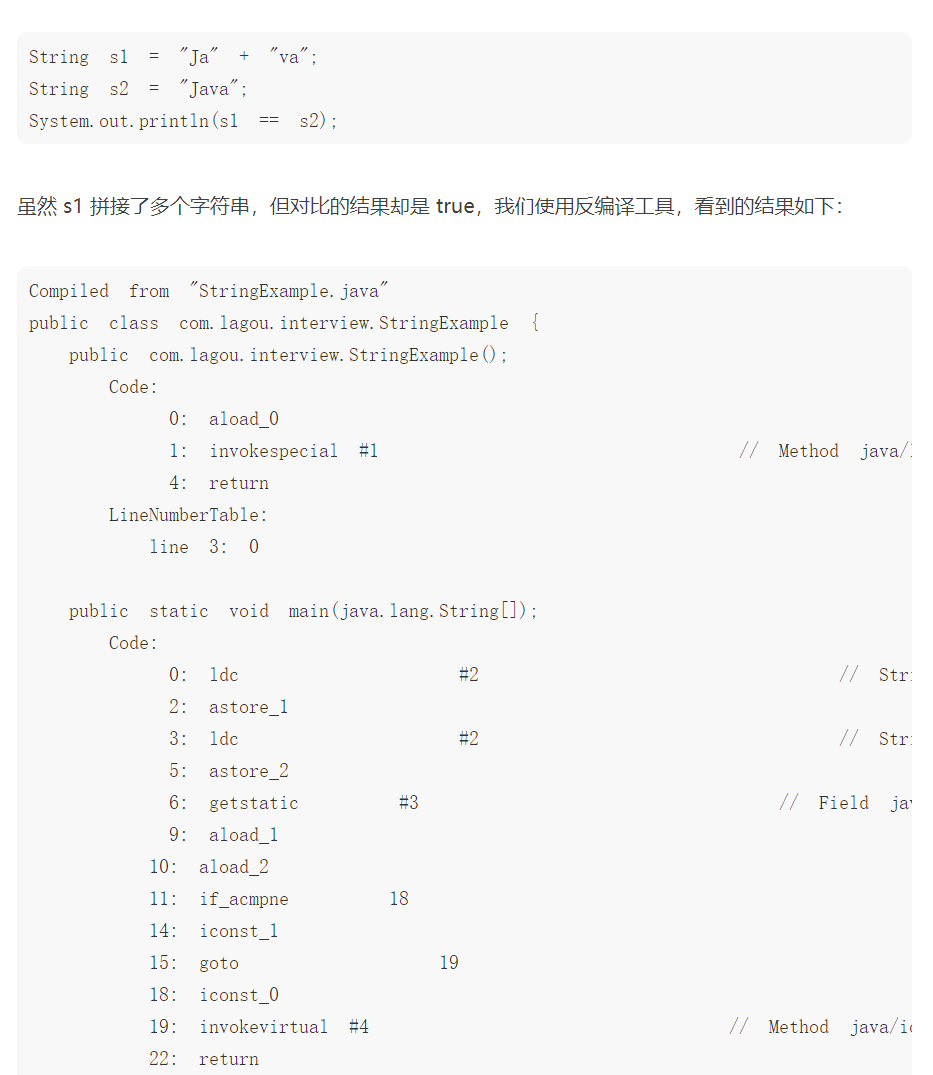 String s1 = "Ja" + "va";
String s2 = "Java";
System.out.println(s1 == s2);
虽然 s1 拼接了多个字符串，但对比的结果却是 true，我们使用反编译工具，看到的结果如下：
Compiled from "StringExample.java"
public class com.lagou.interview.StringExample {
public com.lagou.interview.StringExample();
Code:
0: aload_0
1: invokespecial #1 // Method java/
4: return
LineNumberTable:
line 3: 0
public static void main(java.lang.String[]);
Code:
0: ldc #2 //
2: astore_1
3: ldc #2 //
5: astore_2
6: getstatic #3 // Field
9: aload_1
10: aload_2
11: if_acmpne 18
14: iconst_1
15: goto 19
18: iconst_0
19: invokevirtual #4 // Method java/
22: return